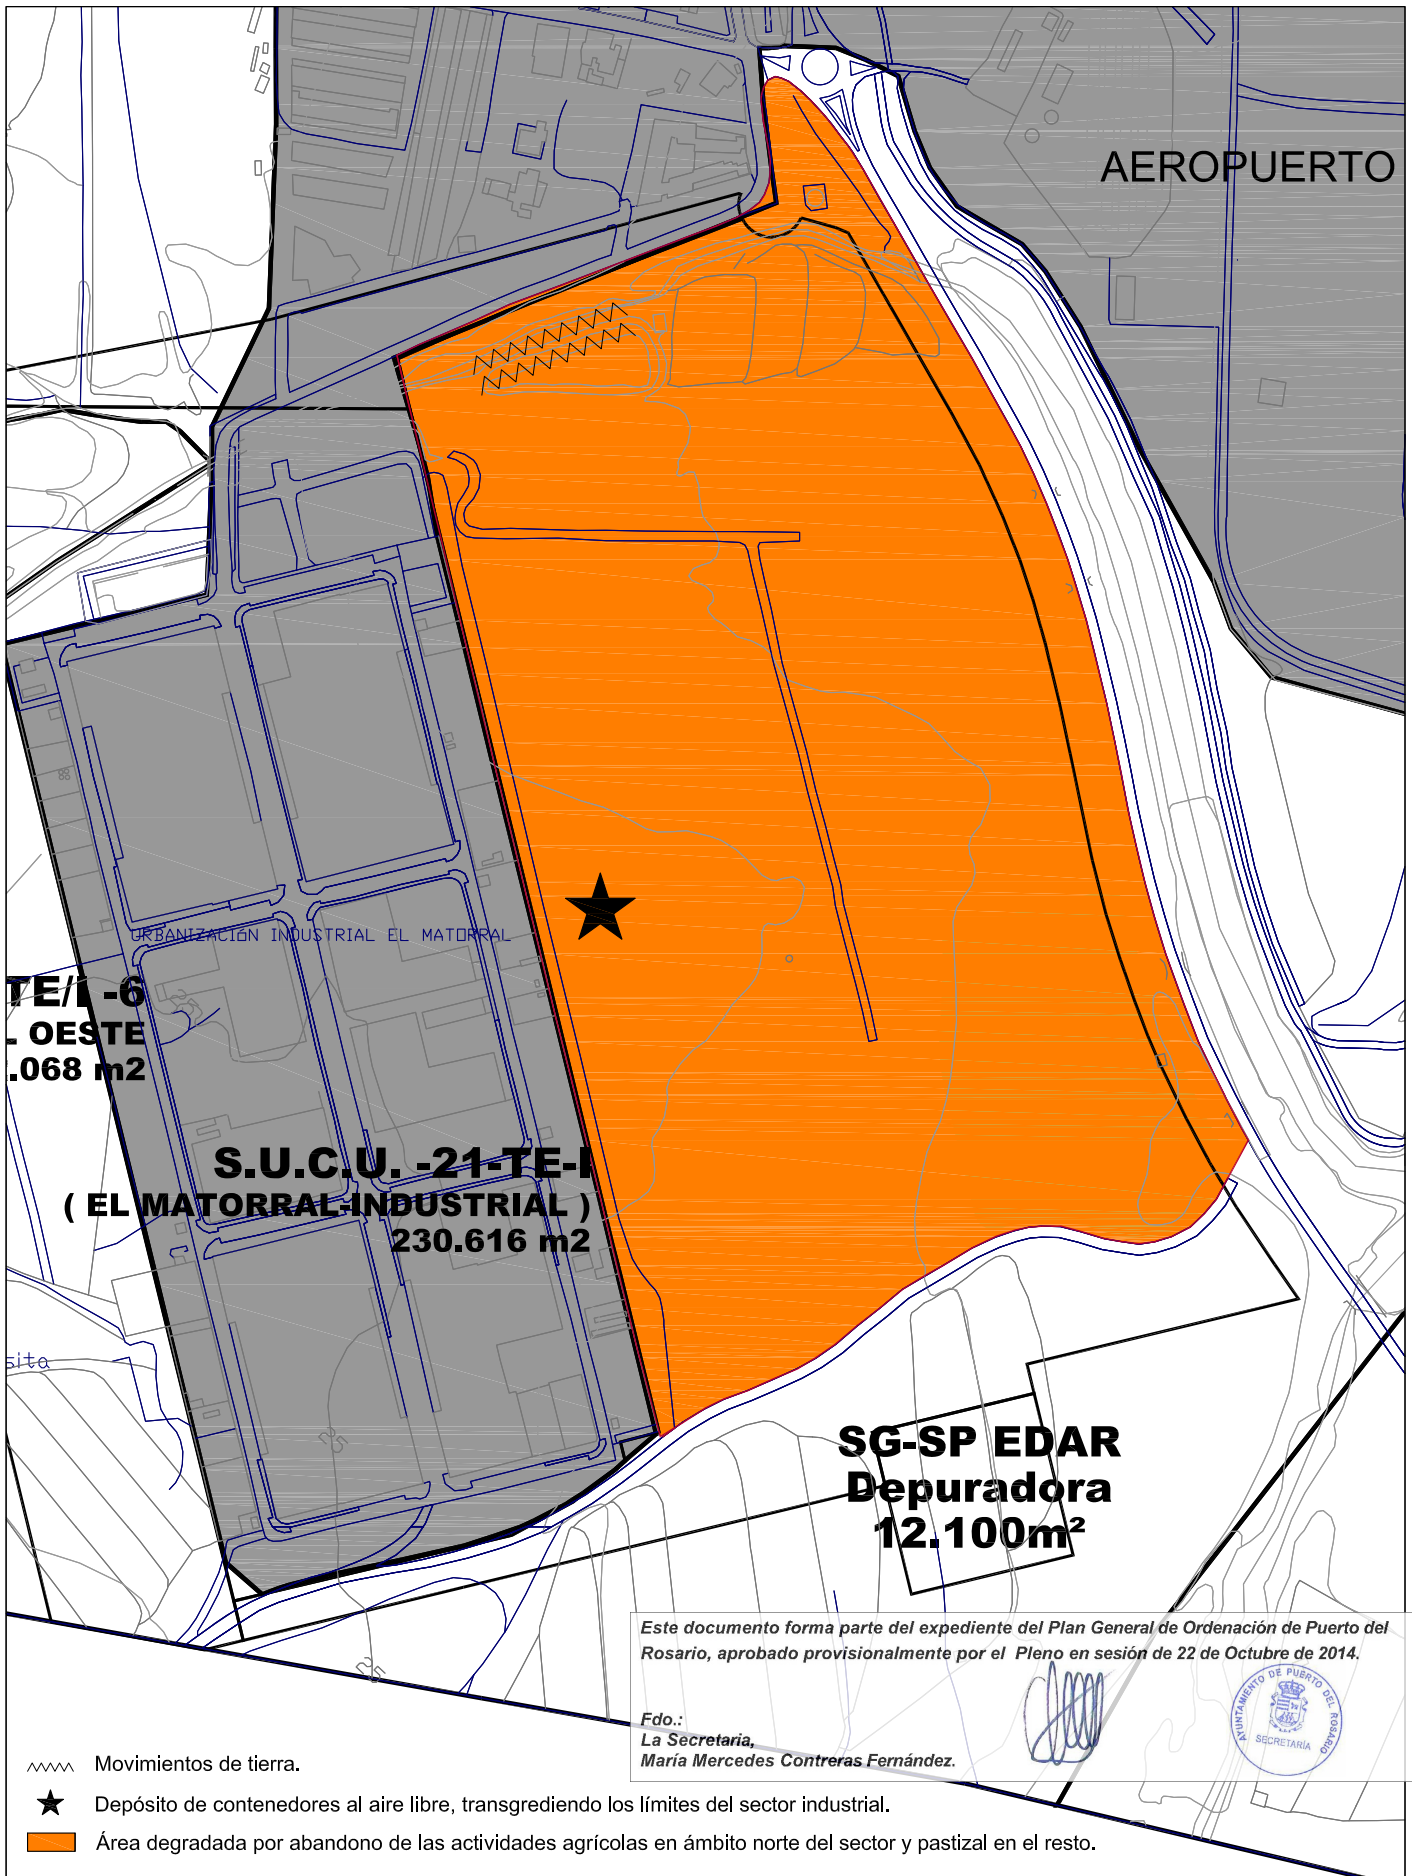 AEROPUERTO
URBANIZACIóN INDUSTRIAL EL MATORRAL
TE/I -6
. OESTE
.068 m2
S.U.C.U. -21-TE-I
( EL MATORRAL-INDUSTRIAL )
230.616 m2
sita
25
SG-SP EDAR
Depuradora
12.100m²
25
Este documento forma parte del expediente del Plan General de Ordenación de Puerto del
Rosario, aprobado provisionalmente por el Pleno en sesión de 22 de Octubre de 2014.
Fdo.:
La Secretaria,
María Mercedes Contreras Fernández.
AYUNTAMIENTO DE PUERTO DEL ROSARIO
SECRETARÍA
Movimientos de tierra.
Depósito de contenedores al aire libre, transgrediendo los límites del sector industrial.
Área degradada por abandono de las actividades agrícolas en ámbito norte del sector y pastizal en el resto.